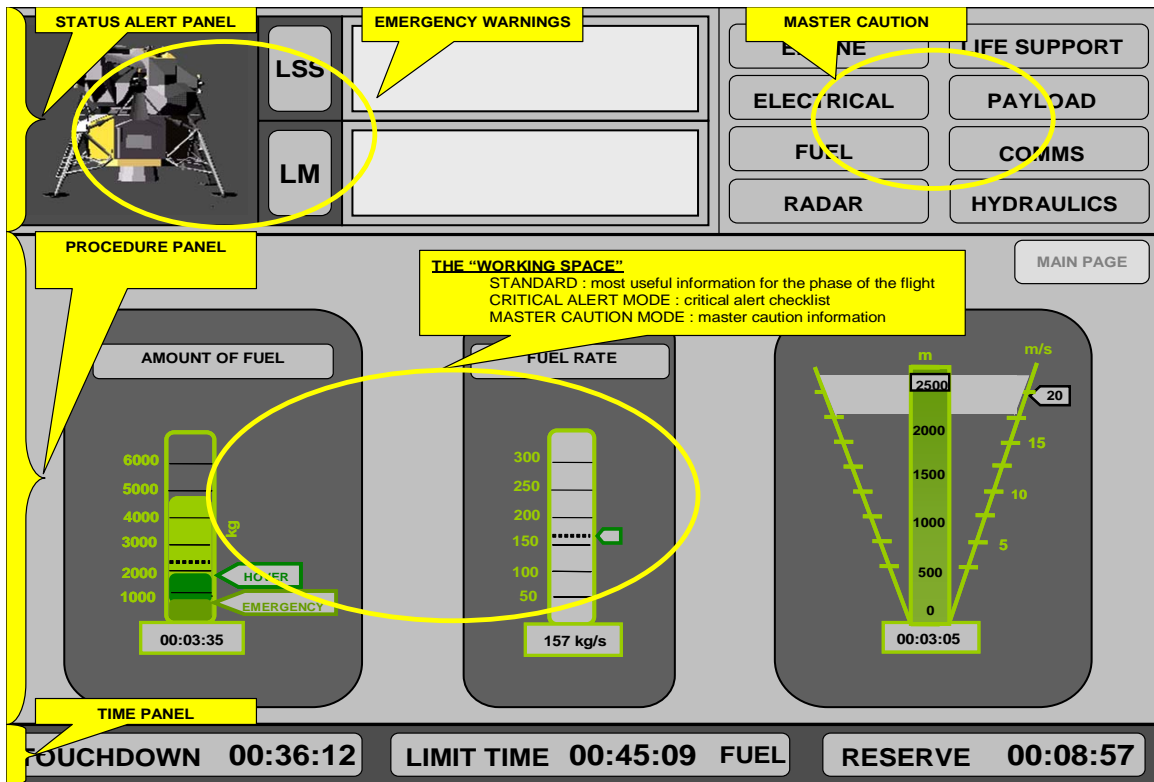 STATUS ALERT PANEL
EMERGENCY WARNINGS
MASTER CAUTION
LSS
LM
LIFE SUPPORT
ELECTRICAL
PAYLOAD
FUEL
COMMS
RADAR
HYDRAULICS
PROCEDURE PANEL
MAIN PAGE
THE “WORKING SPACE”
STANDARD : most useful information for the phase of the flight
CRITICAL ALERT MODE : critical alert checklist
MASTER CAUTION MODE : master caution information
AMOUNT OF FUEL
6000
5000
4000
3000
2000
1000
kg
HOVER
EMERGENCY
00:03:35
FUEL RATE
300
250
200
150
100
50
157 kg/s
m
m/s
2500
2000
1500
1000
500
0
20
15
10
5
00:03:05
TIME PANEL
TOUCHDOWN 00:36:12
LIMIT TIME 00:45:09 FUEL
RESERVE 00:08:57